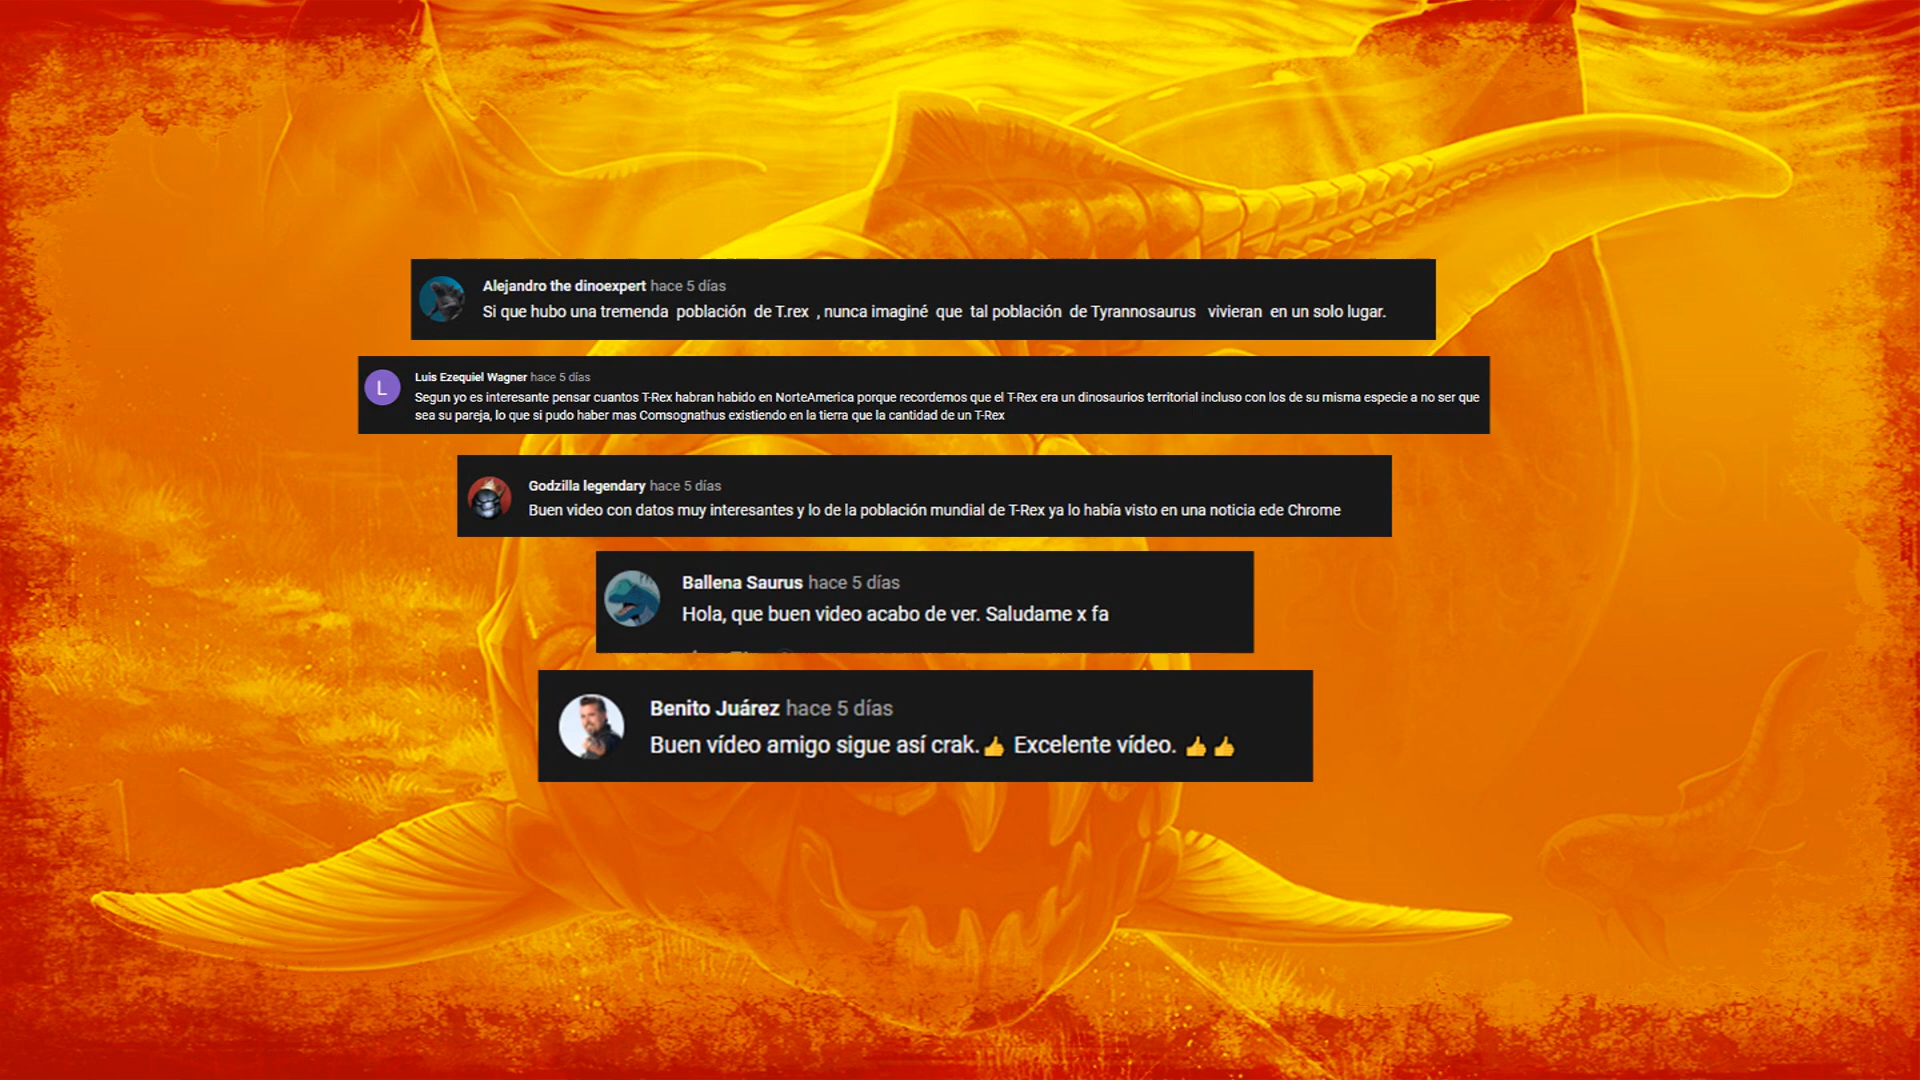 Alejandro the dinoexpert hace 5 días
Si que hubo una tremenda población de T.rex , nunca imaginé que tal población de Tyrannosaurus vivieran en un solo lugar.
L
Luis Ezequiel Wagner hace 5 días
Segun yo es interesante pensar cuantos T-Rex habran habido en NorteAmerica porque recordemos que el T-Rex era un dinosaurios territorial incluso con los de su misma especie a no ser que
sea su pareja, lo que si pudo haber mas Comsognathus existiendo en la tierra que la cantidad de un T-Rex
Godzilla legendary hace 5 días
Buen video con datos muy interesantes y lo de la población mundial de T-Rex ya lo había visto en una noticia ede Chrome
Ballena Saurus hace 5 días
Hola, que buen video acabo de ver. Saludame x fa
Benito Juárez hace 5 días
Buen vídeo amigo sigue así crak.👍 Excelente vídeo. 👍👍